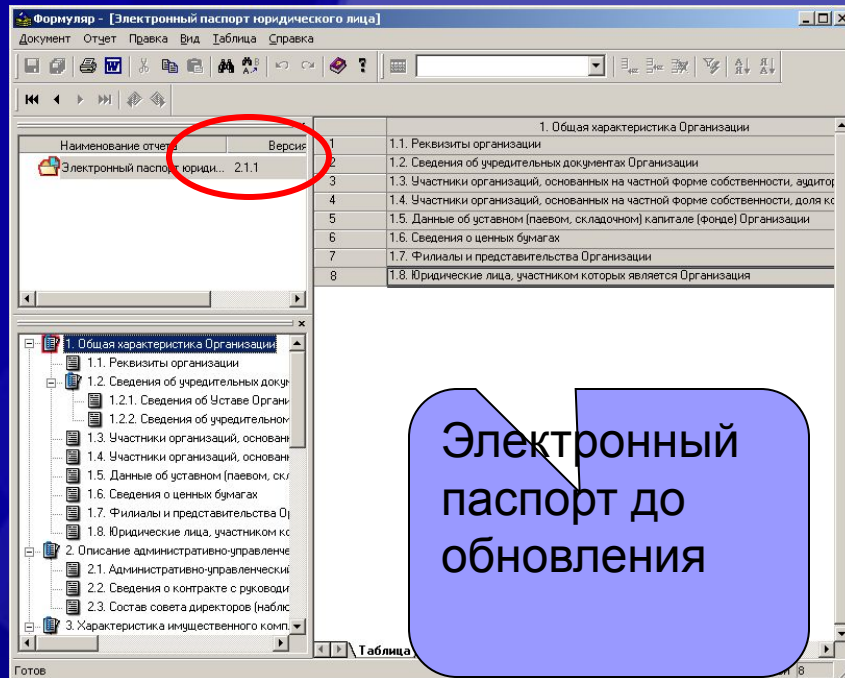 Формуляр - [Электронный паспорт юридического лица]
Документ Отчет Правка Вид Таблица Справка
Наименование отчета Версия
Электронный паспорт юриди... 2.1.1
1. Общая характеристика Организации
1 1.1. Реквизиты организации
2 1.2. Сведения об учредительных документах Организации
3 1.3. Участники организаций, основанных на частной форме собственности, аудитор
4 1.4. Участники организаций, основанных на частной форме собственности, доля ко
5 1.5. Данные об уставном (паевом, складочном) капитале (фонде) Организации
6 1.6. Сведения о ценных бумагах
7 1.7. Филиалы и представительства Организации
8 1.8. Юридические лица, участником которых является Организация
1. Общая характеристика Организации
1.1. Реквизиты организации
1.2. Сведения об учредительных докум
1.2.1. Сведения об Уставе Органи
1.2.2. Сведения об учредительном
1.3. Участники организаций, основанн
1.4. Участники организаций, основанн
1.5. Данные об уставном (паевом, скл
1.6. Сведения о ценных бумагах
1.7. Филиалы и представительства О
1.8. Юридические лица, участником ко
2. Описание административно-управленче
2.1. Административно-управленчески
2.2. Сведения о контракте с руководи
2.3. Состав совета директоров (наблю
3. Характеристика имущественного комп
Электронный
паспорт до
обновления
Таблица
Готов 8